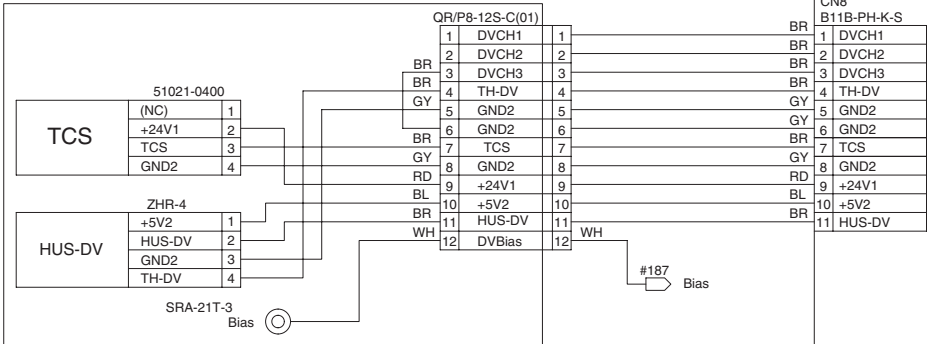 CN8
QR/P8-12S-C(01) B11B-PH-K-S
1 DVCH1 1 BR 1 DVCH1
2 DVCH2 2 BR 2 DVCH2
BR 3 DVCH3 3 BR 3 DVCH3
BR 4 TH-DV 4 BR 4 TH-DV
GY 5 GND2 5 GY 5 GND2
6 GND2 6 GY 6 GND2
BR 7 TCS 7 BR 7 TCS
GY 8 GND2 8 GY 8 GND2
RD 9 +24V1 9 RD 9 +24V1
BL 10 +5V2 10 BL 10 +5V2
BR 11 HUS-DV 11 BR 11 HUS-DV
WH 12 DVBias 12 WH
51021-0400
TCS
(NC) 1
+24V1 2
TCS 3
GND2 4
ZHR-4
HUS-DV
+5V2 1
HUS-DV 2
GND2 3
TH-DV 4
SRA-21T-3
Bias
#187
Bias